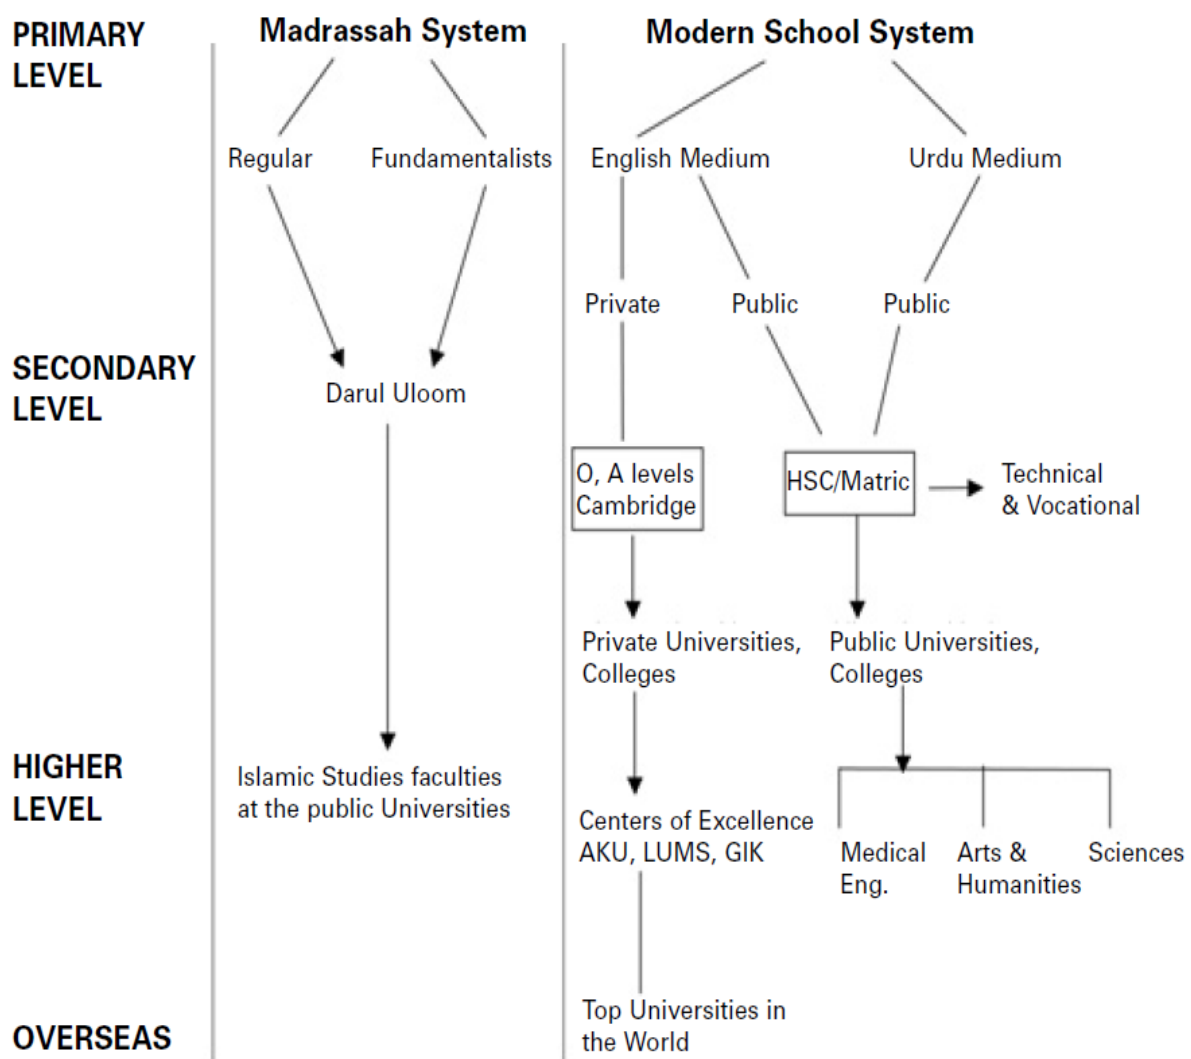 PRIMARY
LEVEL
Madrassah System
Modern School System
Regular
Fundamentalists
English Medium
Urdu Medium
Private
Public
Public
SECONDARY
LEVEL
Darul Uloom
O, A levels
Cambridge
HSC/Matric
Technical
& Vocational
Private Universities,
Colleges
Public Universities,
Colleges
HIGHER
LEVEL
Islamic Studies faculties
at the public Universities
Centers of Excellence
AKU, LUMS, GIK
Medical
Eng.
Arts &
Humanities
Sciences
OVERSEAS
Top Universities in
the World